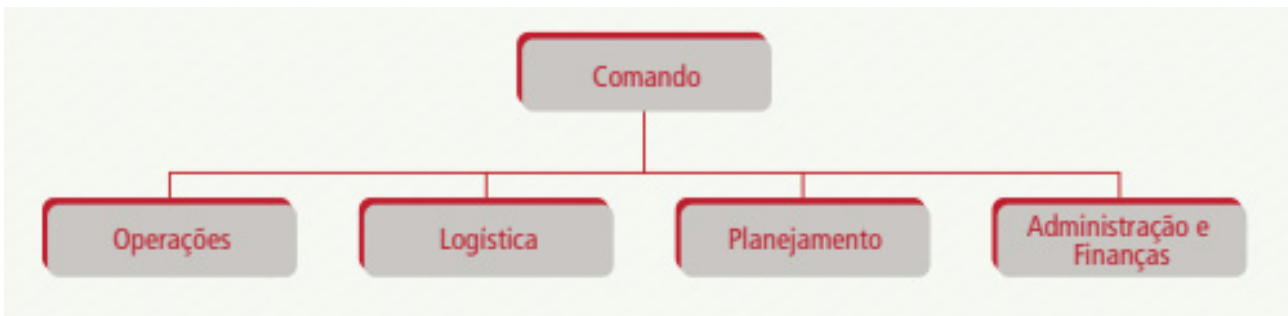 Comando
Operações
Logística
Planejamento
Administração e
Finanças